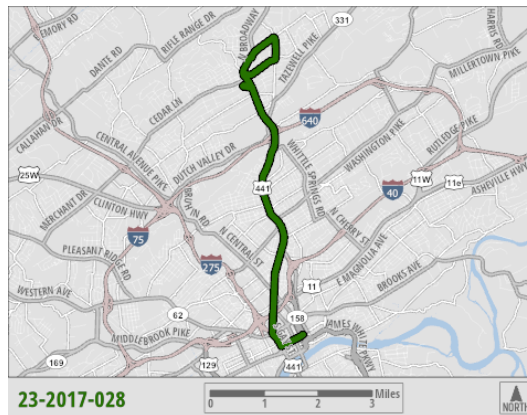 EMORY RD
RIFLE RANGE DR
N BROADWAY
331
HARRIS RD
DANTE RD
TAZEWELL PIKE
MILLERTOWN PIKE
CALLAHAN DR
CEDAR LN
640
WASHINGTON PIKE
RUTLEDGE PIKE
CENTRAL AVENUE PIKE
DUTCH VALLEY DR
WHITTLE SPRINGS RD
25W
441
40
11W
11e
ASHEVILLE HWY
MERCHANT DR
CLINTON HWY
BRUHIN RD
N CHERRY ST
75
N CENTRAL ST
E MAGNOLIA AVE
PLEASANT RIDGE RD
275
11
BROOKS AVE
WESTERN AVE
62
158
JAMES WHITE PKWY
MIDDLEBROOK PIKE
169
129
441
23-2017-028
Miles
0 1 2 3
NORTH